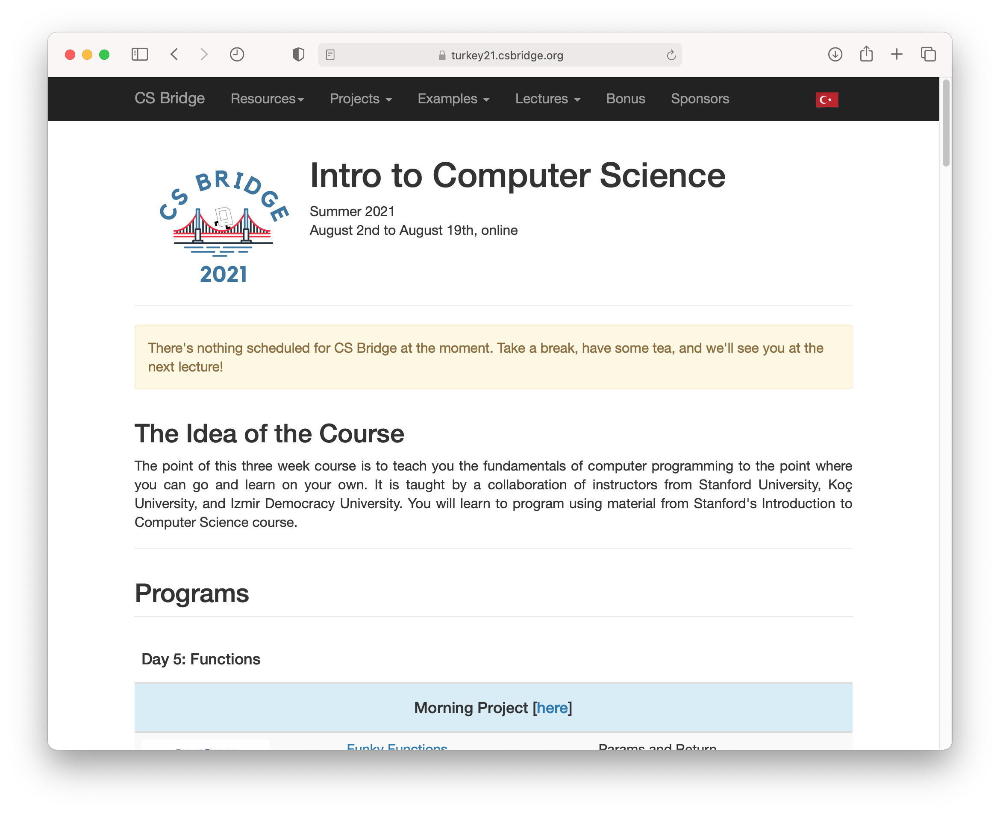 turkey21.csbridge.org
CS Bridge Resources Projects Examples Lectures Bonus Sponsors
CS BRIDGE
2021
Intro to Computer Science
Summer 2021
August 2nd to August 19th, online
There's nothing scheduled for CS Bridge at the moment. Take a break, have some tea, and we'll see you at the
next lecture!
The Idea of the Course
The point of this three week course is to teach you the fundamentals of computer programming to the point where
you can go and learn on your own. It is taught by a collaboration of instructors from Stanford University, Koç
University, and Izmir Democracy University. You will learn to program using material from Stanford's Introduction to
Computer Science course.
Programs
Day 5: Functions
Morning Project [here]
Funky Functions Params and Return